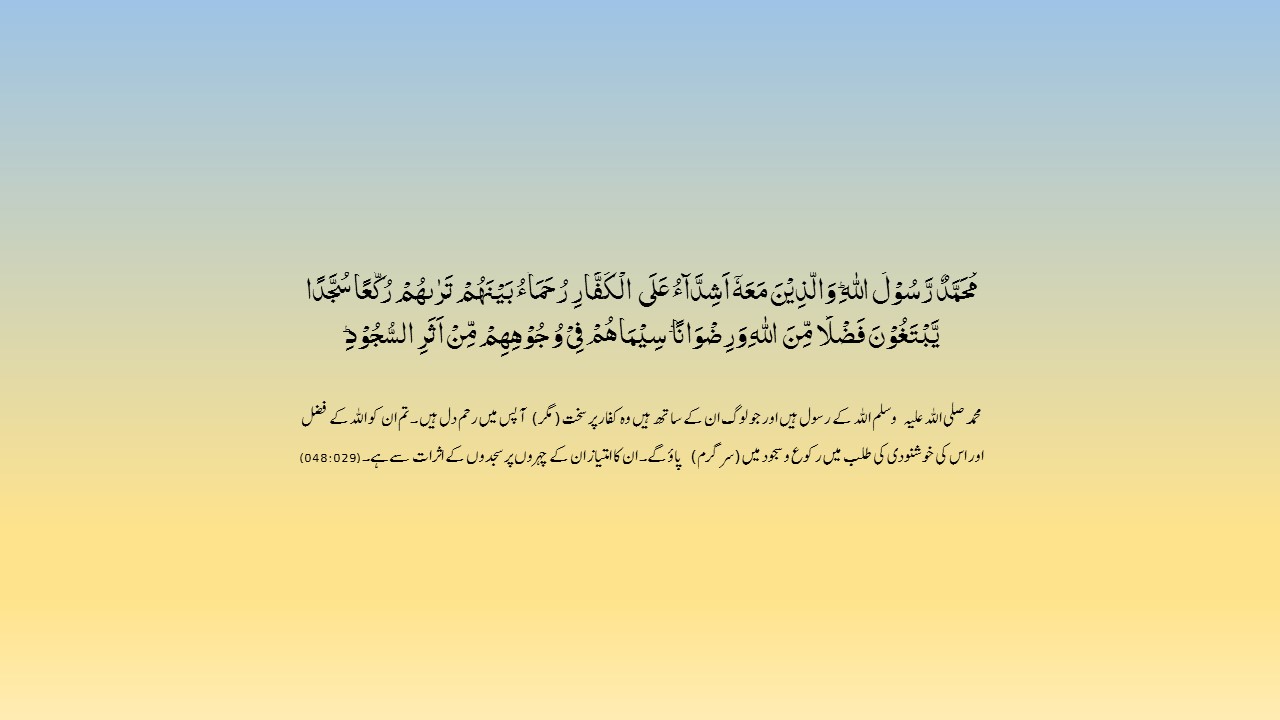 مُحَمَّدٌ رَّسُوۡلَ اللّٰهِ‌ؕ وَالَّذِيۡنَ مَعَهٗۤ اَشِدَّآءُ عَلَى الۡكُفَّارِ رُحَمَآءُ بَيۡنَهُمۡ تَرٰٮهُمۡ رُكَّعًا سُجَّدًا
يَّبۡتَغُوۡنَ فَضۡلًا مِّنَ اللّٰهِ وَرِضۡوَانًا‌ۖ سِيۡمَاهُمۡ فِىۡ وُجُوۡهِهِمۡ مِّنۡ اَثَرِ السُّجُوۡدِ‌ؕ
محمد صلی اللہ علیہ وسلم اللہ کے رسول ہیں اور جو لوگ ان کے ساتھ ہیں وہ کفار پر سخت (مگر) آپس میں رحم دل ہیں۔ تم ان کو اللہ کے فضل
اور اس کی خوشنودی کی طلب میں رکوع و سجود میں (سرگرم) پاؤ گے۔ ان کا امتیاز ان کے چہروں پر سجدوں کے اثرات سے ہے۔ (048:029)